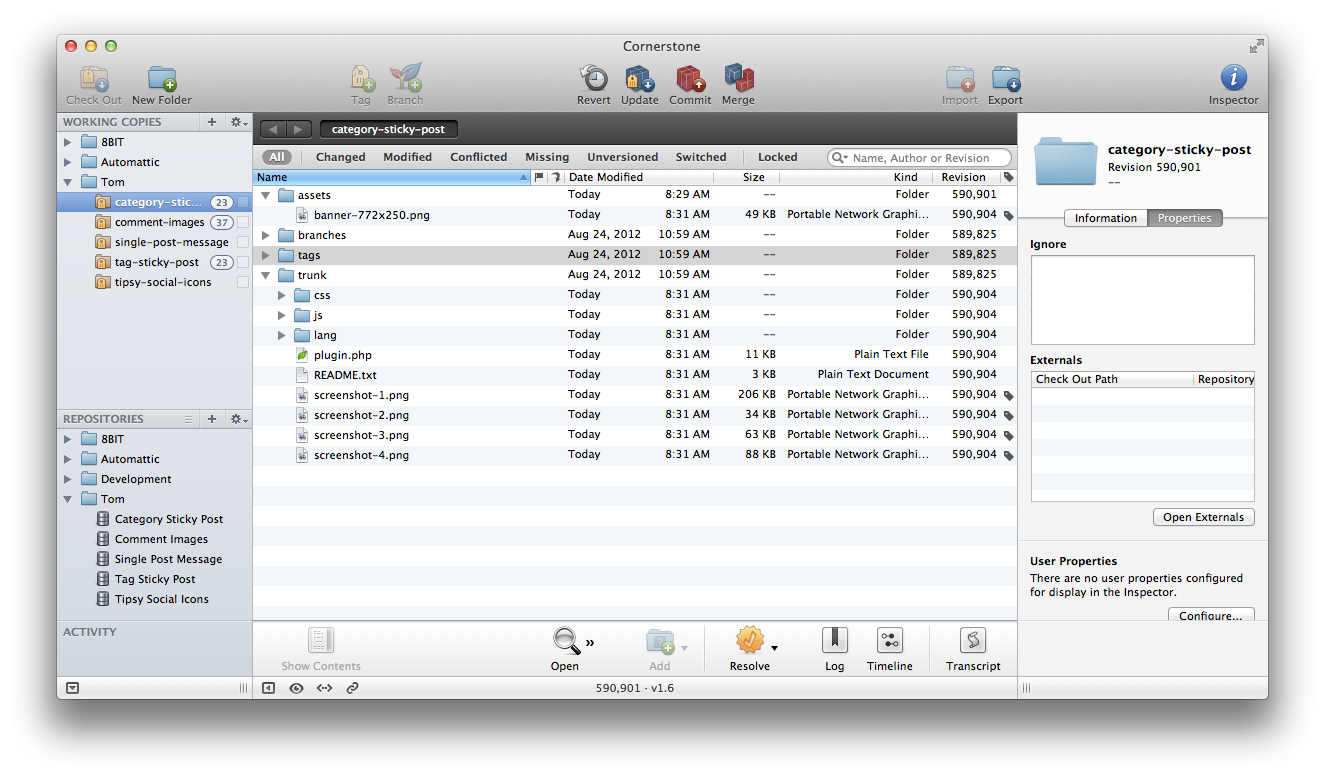 Cornerstone
Check Out New Folder Tag Branch Revert Update Commit Merge Import Export Inspector
WORKING COPIES
8BIT
Automattic
Tom
category-stic... 23
comment-images 37
single-post-message
tag-sticky-post 23
tipsy-social-icons
REPOSITORIES
8BIT
Automattic
Development
Tom
Category Sticky Post
Comment Images
Single Post Message
Tag Sticky Post
Tipsy Social Icons
ACTIVITY
category-sticky-post
All Changed Modified Conflicted Missing Unversioned Switched Locked Name, Author or Revision
Name Date Modified Size Kind Revision
assets Today 8:29 AM -- Folder 590,901
banner-772x250.png Today 8:31 AM 49 KB Portable Network Graphi... 590,904
branches Aug 24, 2012 10:59 AM -- Folder 589,825
tags Aug 24, 2012 10:59 AM -- Folder 589,825
trunk Aug 24, 2012 10:59 AM -- Folder 589,825
css Today 8:31 AM -- Folder 590,904
js Today 8:31 AM -- Folder 590,904
lang Today 8:31 AM -- Folder 590,904
plugin.php Today 8:31 AM 11 KB Plain Text File 590,904
README.txt Today 8:31 AM 3 KB Plain Text Document 590,904
screenshot-1.png Today 8:31 AM 206 KB Portable Network Graphi... 590,904
screenshot-2.png Today 8:31 AM 34 KB Portable Network Graphi... 590,904
screenshot-3.png Today 8:31 AM 63 KB Portable Network Graphi... 590,904
screenshot-4.png Today 8:31 AM 88 KB Portable Network Graphi... 590,904
Show Contents Open » Add Resolve Log Timeline Transcript
590,901 · v1.6
category-sticky-post
Revision 590,901
--
Information Properties
Ignore
Externals
Check Out Path Repository
Open Externals
User Properties
There are no user properties configured
for display in the Inspector.
Configure...